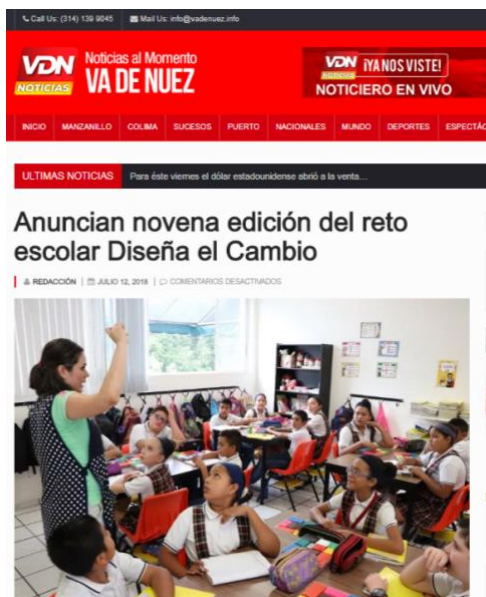 Call Us: (314) 139 9045 Mail Us: info@vadenuez.info
VDN
NOTICIAS
Noticias al Momento
VA DE NUEZ
VDN NOTICIAS ¡YA NOS VISTE!
NOTICIERO EN VIVO
INICIO MANZANILLO COLIMA SUCESOS PUERTO NACIONALES MUNDO DEPORTES ESPECTÁC
ULTIMAS NOTICIAS Para éste viernes el dólar estadounidense abrió a la venta...
Anuncian novena edición del reto
escolar Diseña el Cambio
REDACCIÓN | JULIO 12, 2018 | COMENTARIOS DESACTIVADOS